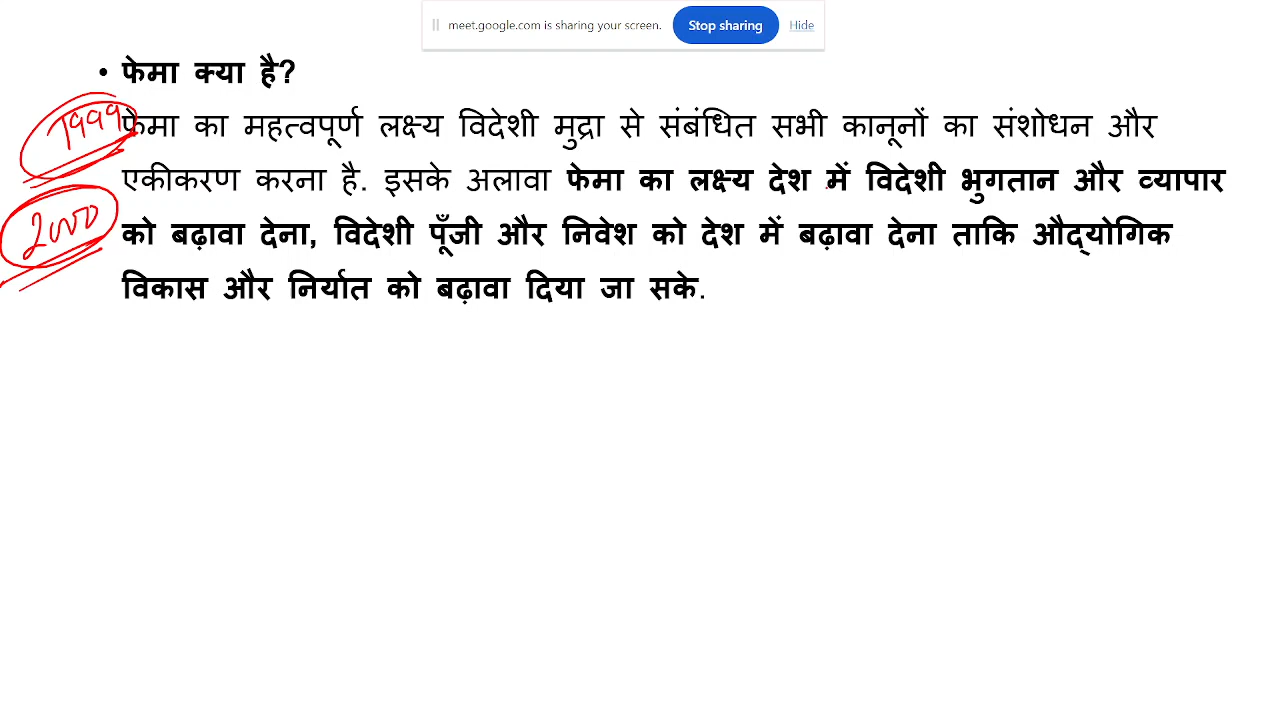 meet.google.com is sharing your screen. Stop sharing Hide
• फेमा क्या है?
1999 फेमा का महत्वपूर्ण लक्ष्य विदेशी मुद्रा से संबंधित सभी कानूनों का संशोधन और
एकीकरण करना है. इसके अलावा फेमा का लक्ष्य देश में विदेशी भुगतान और व्यापार
2000 को बढ़ावा देना, विदेशी पूँजी और निवेश को देश में बढ़ावा देना ताकि औद्योगिक
विकास और निर्यात को बढ़ावा दिया जा सके.